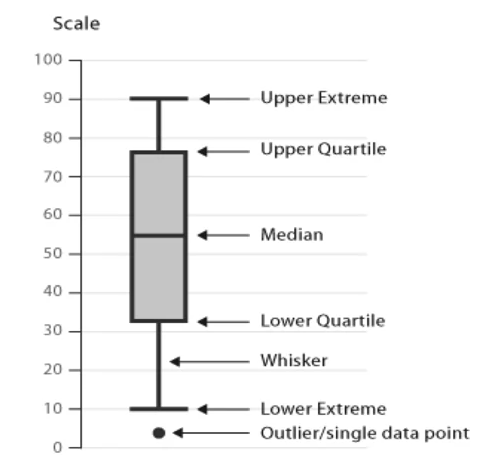 Scale
100
90
Upper Extreme
80
Upper Quartile
70
60
Median
50
40
Lower Quartile
30
Whisker
20
10
Lower Extreme
Outlier/single data point
0